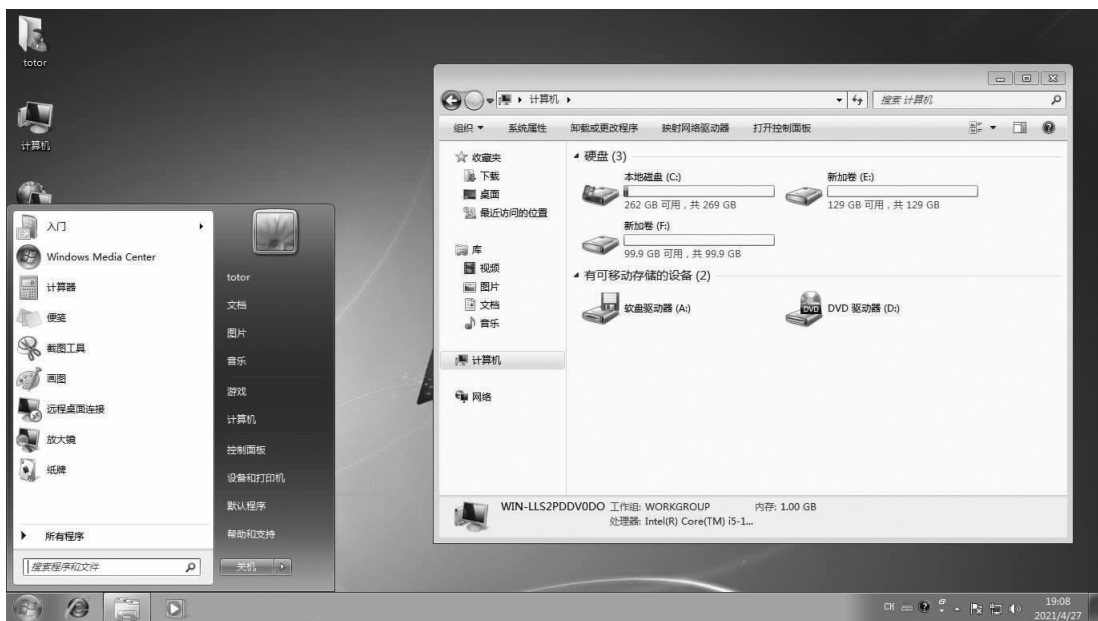 totor
计算机
入门
Windows Media Center
计算器
便笺
截图工具
画图
远程桌面连接
放大镜
纸牌
所有程序
搜索程序和文件
totor
文档
图片
音乐
游戏
计算机
控制面板
设备和打印机
默认程序
帮助和支持
关机
计算机
搜索 计算机
组织 系统属性 卸载或更改程序 映射网络驱动器 打开控制面板
收藏夹
下载
桌面
最近访问的位置
库
视频
图片
文档
音乐
计算机
网络
硬盘 (3)
本地磁盘 (C:)
262 GB 可用，共 269 GB
新加卷 (E:)
129 GB 可用，共 129 GB
新加卷 (F:)
99.9 GB 可用，共 99.9 GB
有可移动存储的设备 (2)
软盘驱动器 (A:)
DVD
DVD 驱动器 (D:)
WIN-LLS2PDDV0DO 工作组: WORKGROUP 内存: 1.00 GB
处理器: Intel(R) Core(TM) i5-1...
CH
19:08
2021/4/27